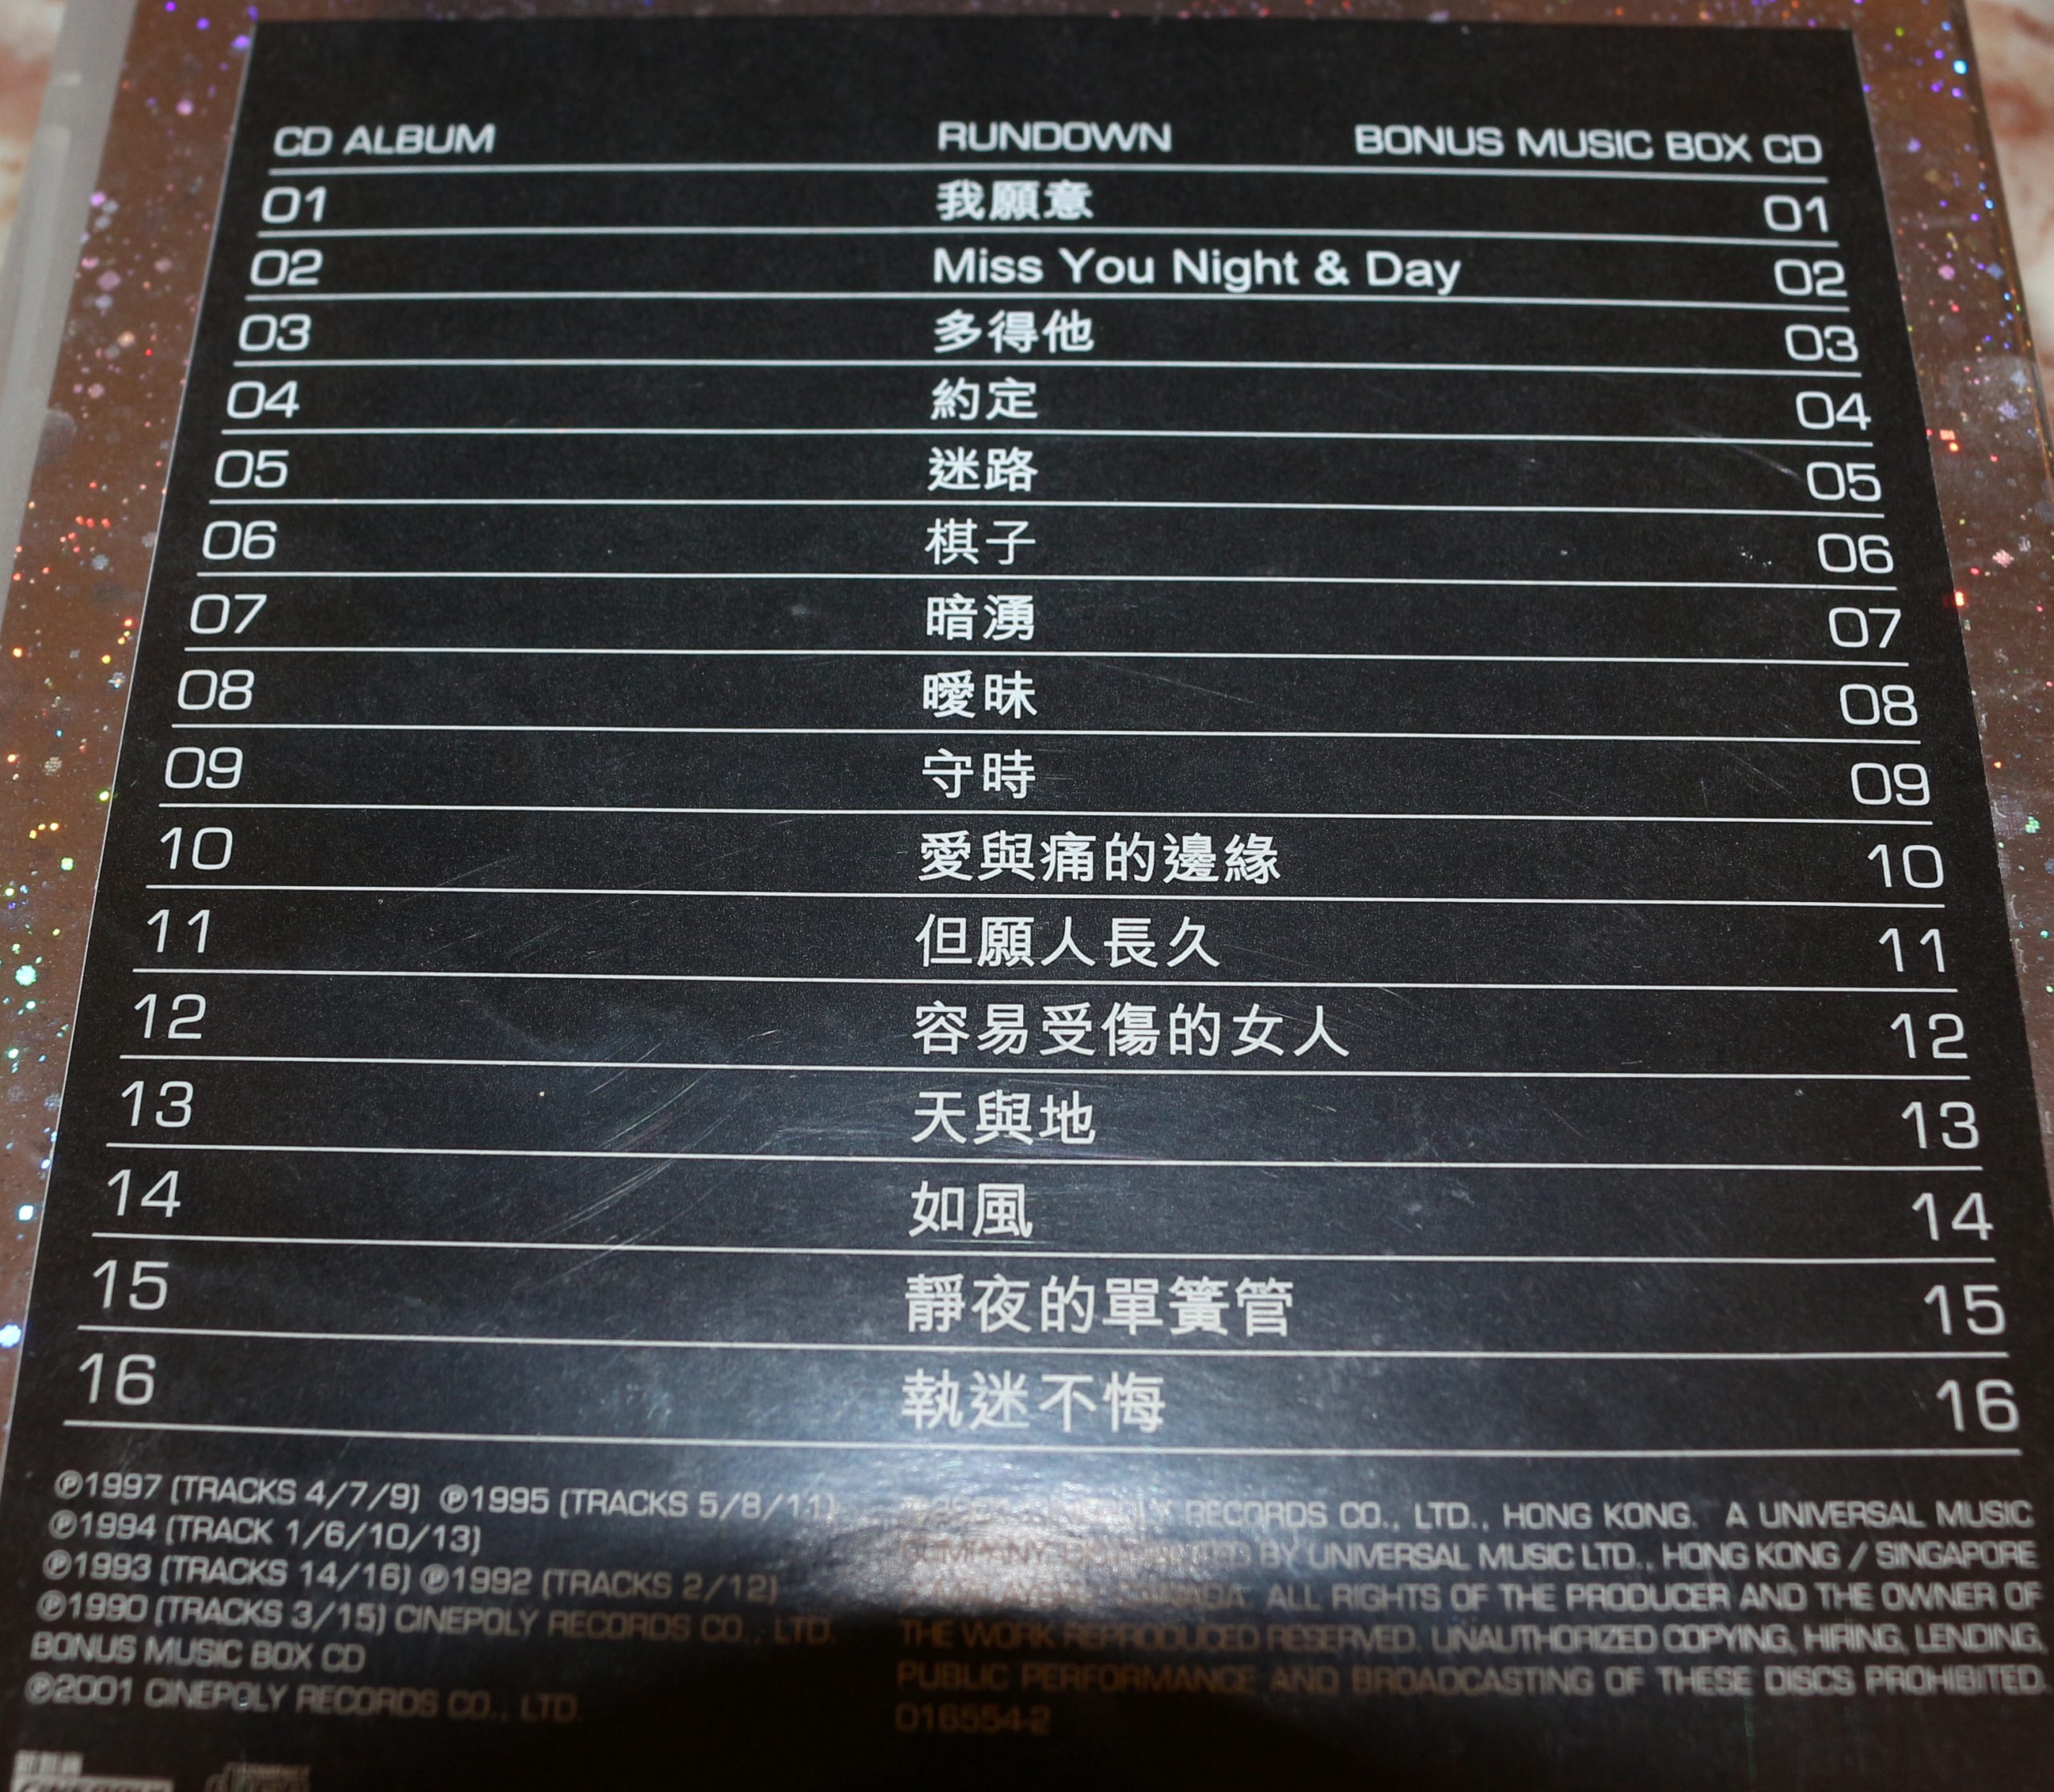 CD ALBUM RUNDOWN BONUS MUSIC BOX CD
01 我願意 01
02 Miss You Night & Day 02
03 多得他 03
04 約定 04
05 迷路 05
06 棋子 06
07 暗湧 07
08 曖昧 08
09 守時 09
10 愛與痛的邊緣 10
11 但願人長久 11
12 容易受傷的女人 12
13 天與地 13
14 如風 14
15 靜夜的單簧管 15
16 執迷不悔 16
℗1997 (TRACKS 4/7/9) ℗1995 (TRACKS 5/8/11)
℗1994 (TRACK 1/6/10/13)
℗1993 (TRACKS 14/16) ℗1992 (TRACKS 2/12)
℗1990 (TRACKS 3/15) CINEPOLY RECORDS CO., LTD.
BONUS MUSIC BOX CD
℗2001 CINEPOLY RECORDS CO., LTD.
RECORDS CO., LTD., HONG KONG. A UNIVERSAL MUSIC
COMPANY. BY UNIVERSAL MUSIC LTD., HONG KONG / SINGAPORE
ALL RIGHTS OF THE PRODUCER AND THE OWNER OF
THE WORK REPRODUCED RESERVED. UNAUTHORIZED COPYING, HIRING, LENDING,
PUBLIC PERFORMANCE AND BROADCASTING OF THESE DISCS PROHIBITED.
016554-2